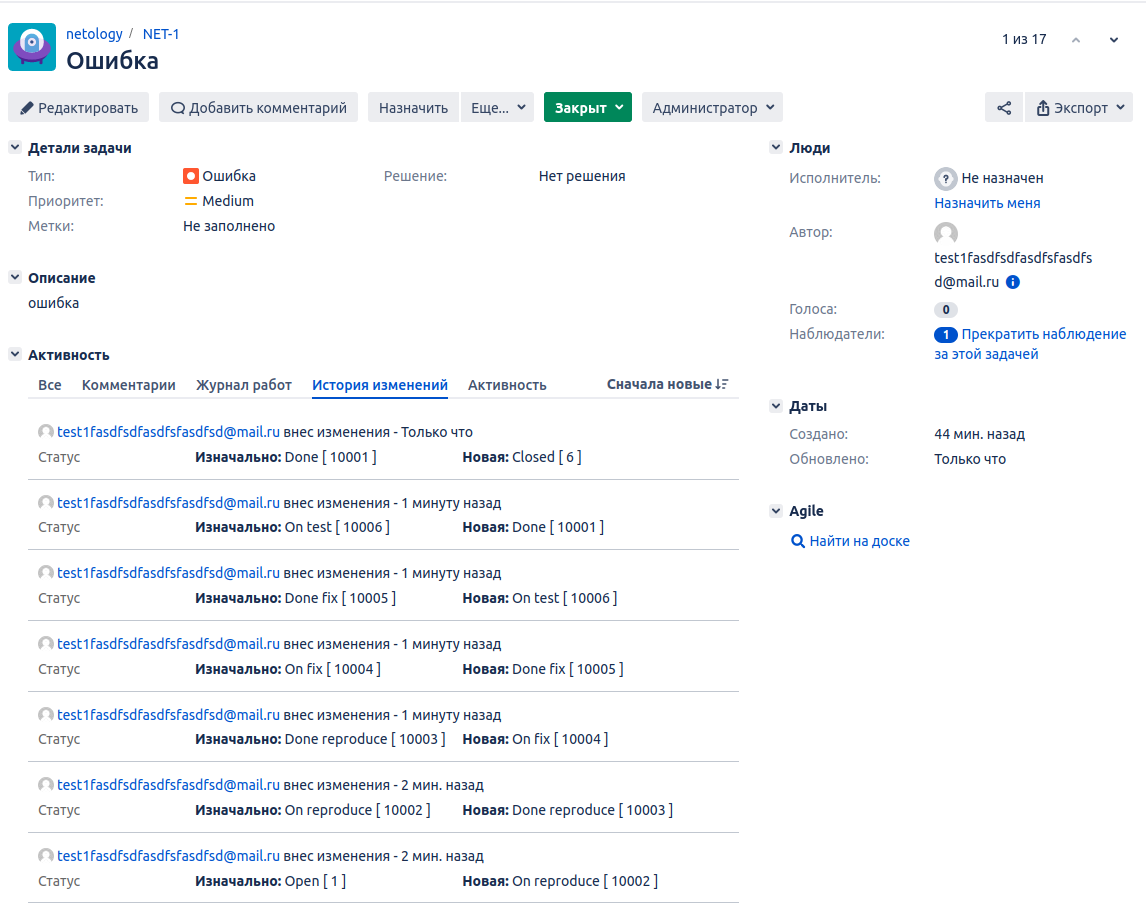 netology / NET-1
Ошибка
1 из 17
Редактировать Добавить комментарий Назначить Еще... Закрыт Администратор Экспорт
Детали задачи
Тип: Ошибка Решение: Нет решения
Приоритет: Medium
Метки: Не заполнено
Описание
ошибка
Активность
Все Комментарии Журнал работ История изменений Активность Сначала новые
test1fasdfsdfasdfsfasdfsd@mail.ru внес изменения - Только что
Статус Изначально: Done [ 10001 ] Новая: Closed [ 6 ]
test1fasdfsdfasdfsfasdfsd@mail.ru внес изменения - 1 минуту назад
Статус Изначально: On test [ 10006 ] Новая: Done [ 10001 ]
test1fasdfsdfasdfsfasdfsd@mail.ru внес изменения - 1 минуту назад
Статус Изначально: Done fix [ 10005 ] Новая: On test [ 10006 ]
test1fasdfsdfasdfsfasdfsd@mail.ru внес изменения - 1 минуту назад
Статус Изначально: On fix [ 10004 ] Новая: Done fix [ 10005 ]
test1fasdfsdfasdfsfasdfsd@mail.ru внес изменения - 1 минуту назад
Статус Изначально: Done reproduce [ 10003 ] Новая: On fix [ 10004 ]
test1fasdfsdfasdfsfasdfsd@mail.ru внес изменения - 2 мин. назад
Статус Изначально: On reproduce [ 10002 ] Новая: Done reproduce [ 10003 ]
test1fasdfsdfasdfsfasdfsd@mail.ru внес изменения - 2 мин. назад
Статус Изначально: Open [ 1 ] Новая: On reproduce [ 10002 ]
Люди
Исполнитель: ? Не назначен
Назначить меня
Автор:
test1fasdfsdfasdfsfasdfs
d@mail.ru
Голоса: 0
Наблюдатели: 1 Прекратить наблюдение
за этой задачей
Даты
Создано: 44 мин. назад
Обновлено: Только что
Agile
Найти на доске